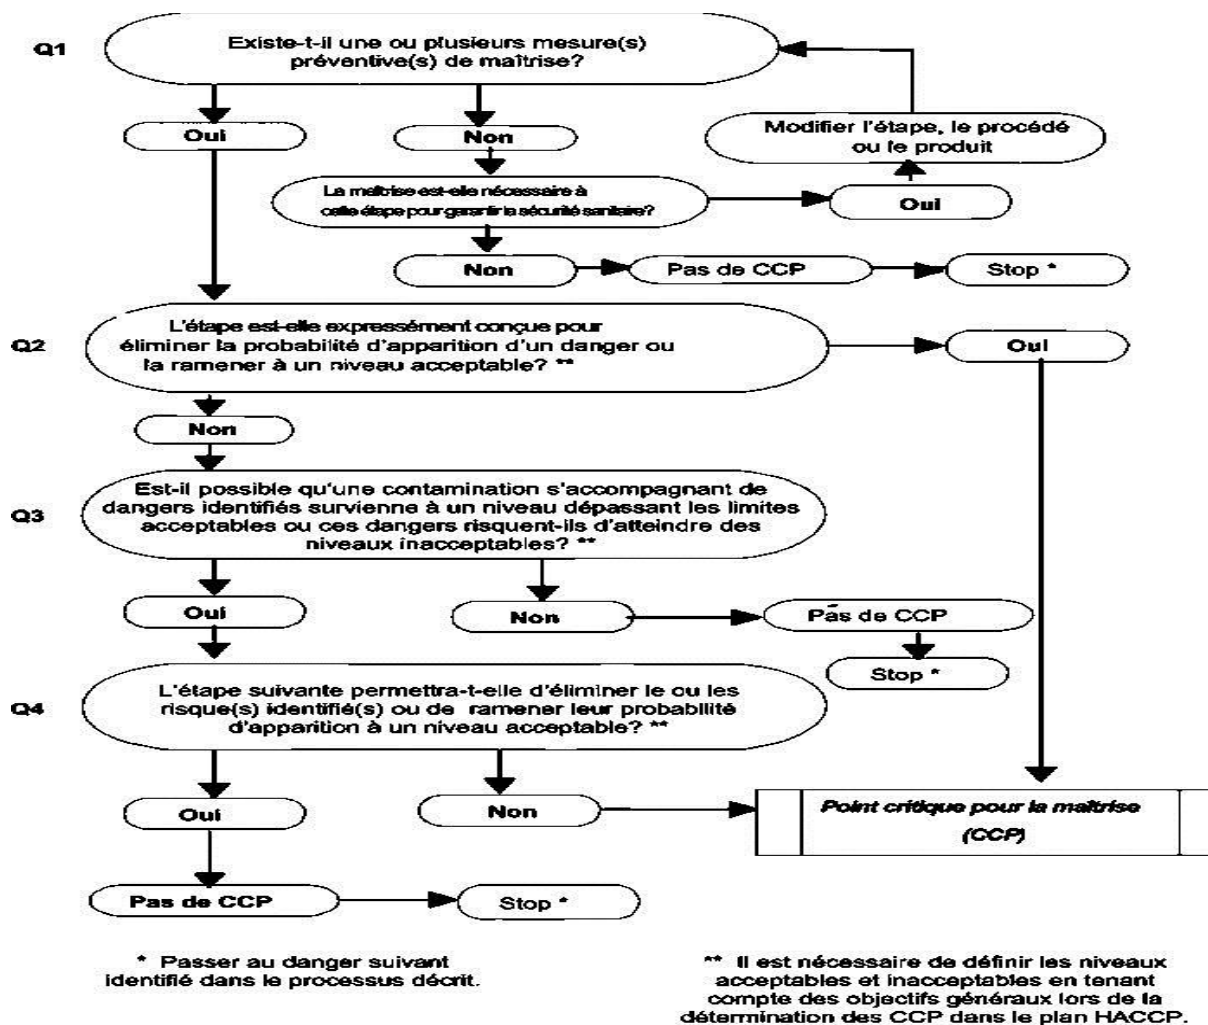 Q1
Existe-t-il une ou plusieurs mesure(s)
préventive(s) de maîtrise?
Oui
Non
Modifier l'étape, le procédé
ou le produit
La maîtrise est-elle nécessaire à
cette étape pour garantir la sécurité sanitaire?
Oui
Non
Pas de CCP
Stop *
Q2
L'étape est-elle expressément conçue pour
éliminer la probabilité d'apparition d'un danger ou
la ramener à un niveau acceptable? **
Oui
Non
Q3
Est-il possible qu'une contamination s'accompagnant de
dangers identifiés survienne à un niveau dépassant les limites
acceptables ou ces dangers risquent-ils d'atteindre des
niveaux inacceptables? **
Oui
Non
Pas de CCP
Stop *
Q4
L'étape suivante permettra-t-elle d'éliminer le ou les
risque(s) identifié(s) ou de ramener leur probabilité
d'apparition à un niveau acceptable? **
Oui
Non
Point critique pour la maîtrise
(CCP)
Pas de CCP
Stop *
* Passer au danger suivant
identifié dans le processus décrit.
** Il est nécessaire de définir les niveaux
acceptables et inacceptables en tenant
compte des objectifs généraux lors de la
détermination des CCP dans le plan HACCP.